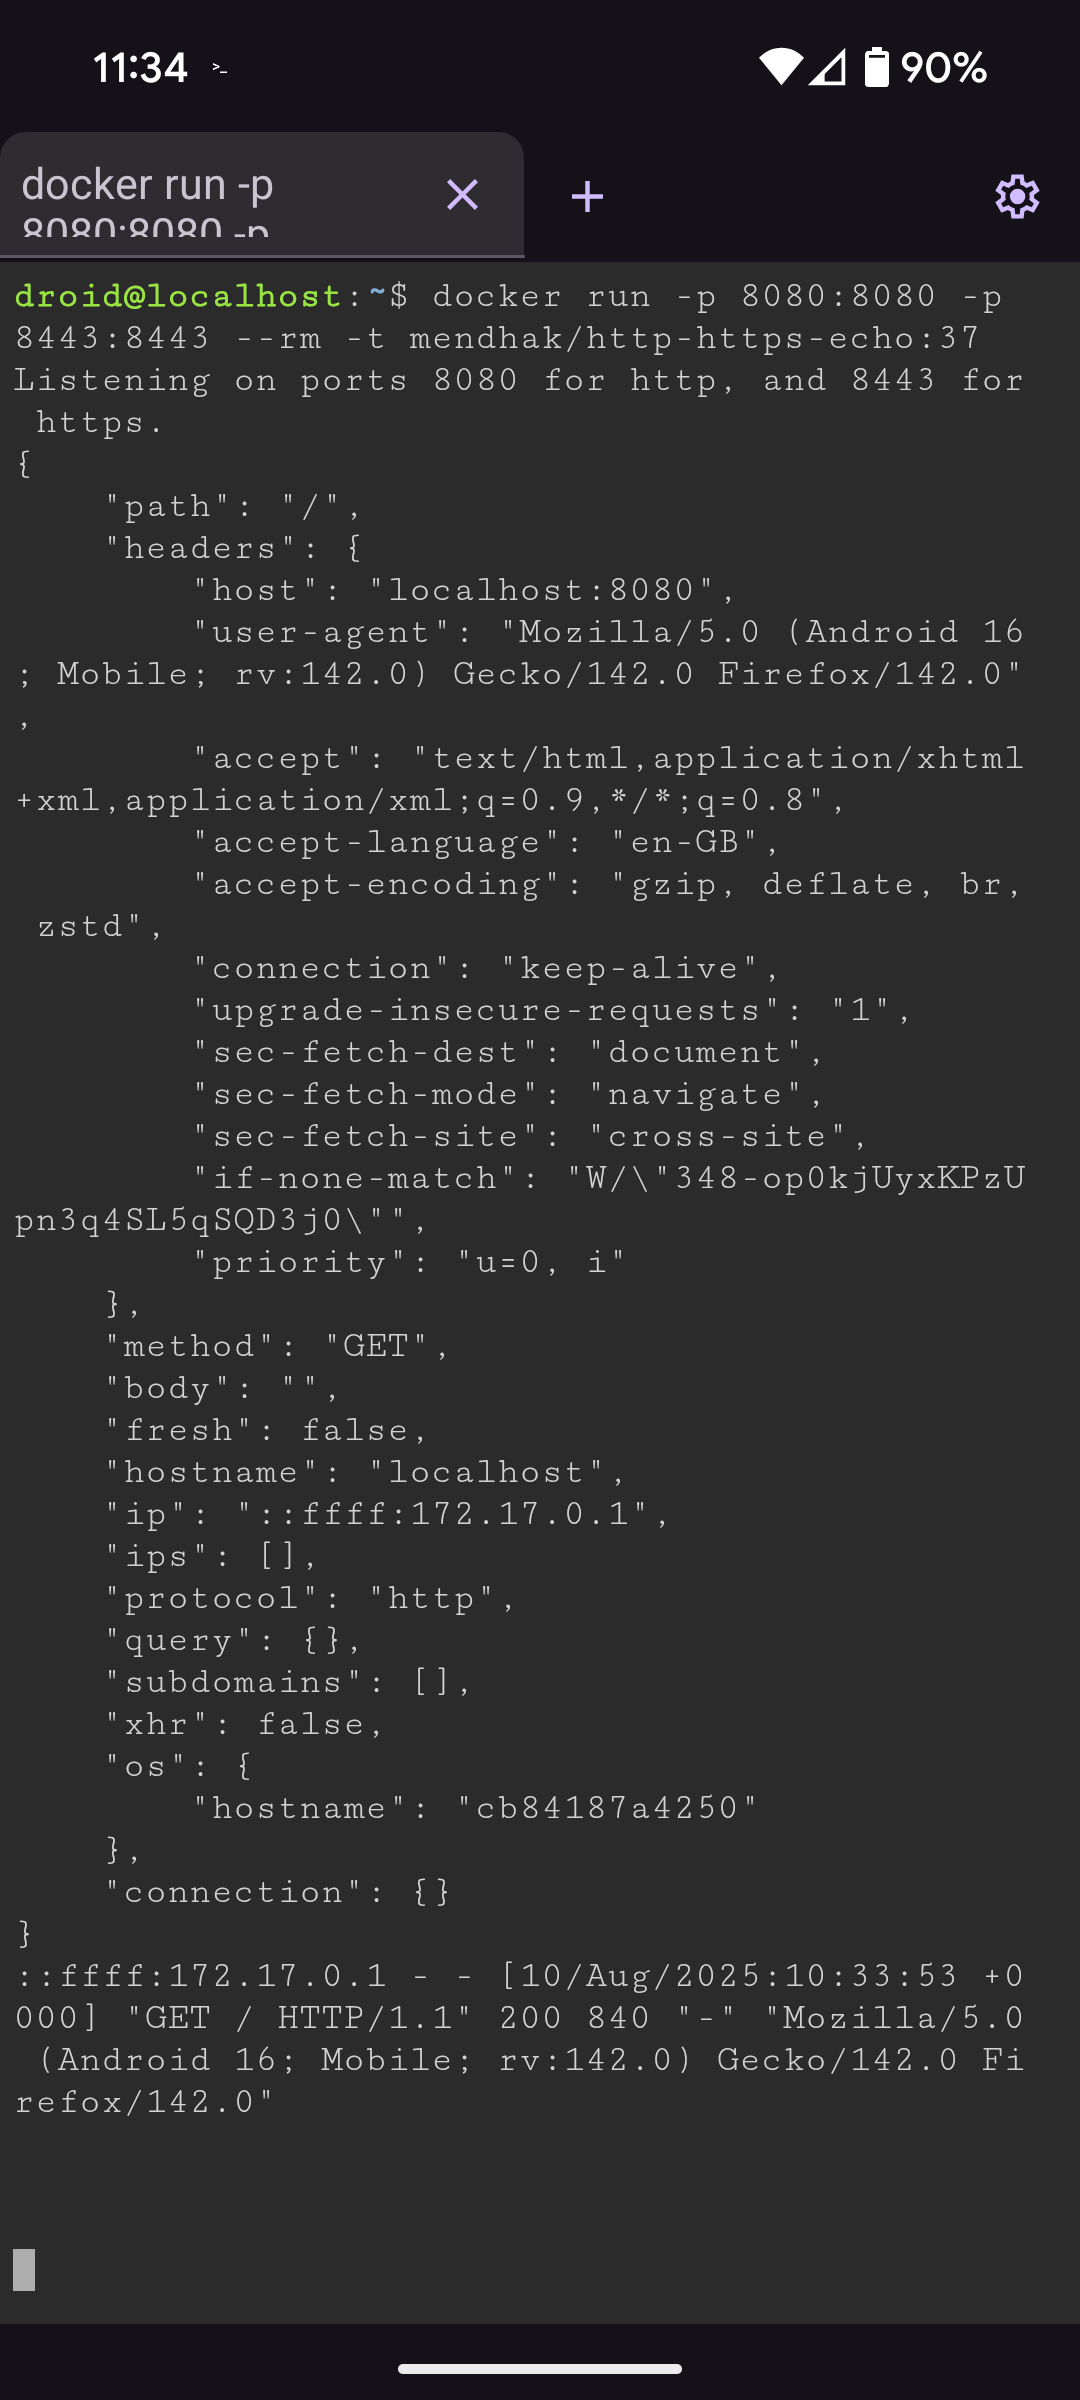 11:34 >_ 90%
docker run -p
8080:8080 -p
droid@localhost:~$ docker run -p 8080:8080 -p
8443:8443 --rm -t mendhak/http-https-echo:37
Listening on ports 8080 for http, and 8443 for
 https.
{
    "path": "/",
    "headers": {
        "host": "localhost:8080",
        "user-agent": "Mozilla/5.0 (Android 16
; Mobile; rv:142.0) Gecko/142.0 Firefox/142.0"
,
        "accept": "text/html,application/xhtml
+xml,application/xml;q=0.9,*/*;q=0.8",
        "accept-language": "en-GB",
        "accept-encoding": "gzip, deflate, br,
 zstd",
        "connection": "keep-alive",
        "upgrade-insecure-requests": "1",
        "sec-fetch-dest": "document",
        "sec-fetch-mode": "navigate",
        "sec-fetch-site": "cross-site",
        "if-none-match": "W/\"348-op0kjUyxKPzU
pn3q4SL5qSQD3j0\"",
        "priority": "u=0, i"
    },
    "method": "GET",
    "body": "",
    "fresh": false,
    "hostname": "localhost",
    "ip": "::ffff:172.17.0.1",
    "ips": [],
    "protocol": "http",
    "query": {},
    "subdomains": [],
    "xhr": false,
    "os": {
        "hostname": "cb84187a4250"
    },
    "connection": {}
}
::ffff:172.17.0.1 - - [10/Aug/2025:10:33:53 +0
000] "GET / HTTP/1.1" 200 840 "-" "Mozilla/5.0
 (Android 16; Mobile; rv:142.0) Gecko/142.0 Fi
refox/142.0"